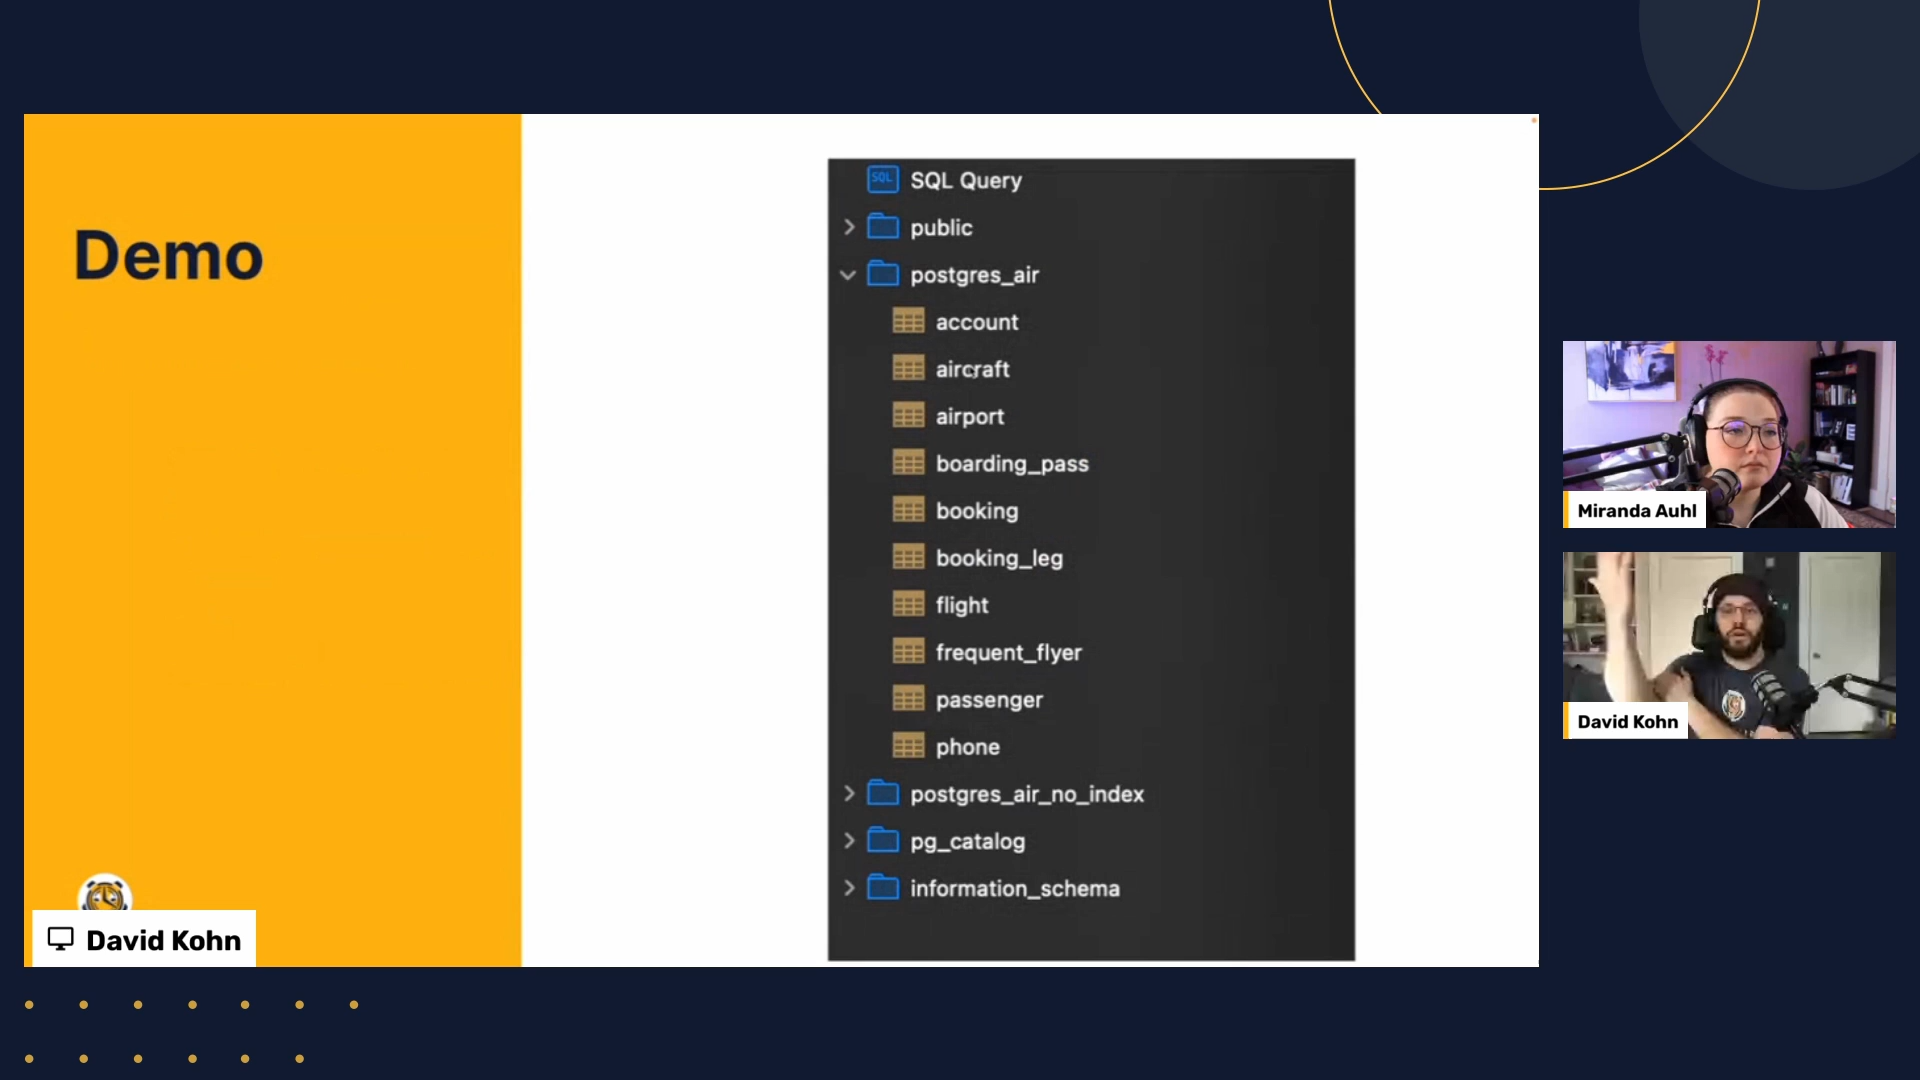 Demo
SQL
SQL Query
public
postgres_air
account
aircraft
airport
boarding_pass
booking
booking_leg
flight
frequent_flyer
passenger
phone
postgres_air_no_index
pg_catalog
information_schema
David Kohn
Miranda Auhl
David Kohn